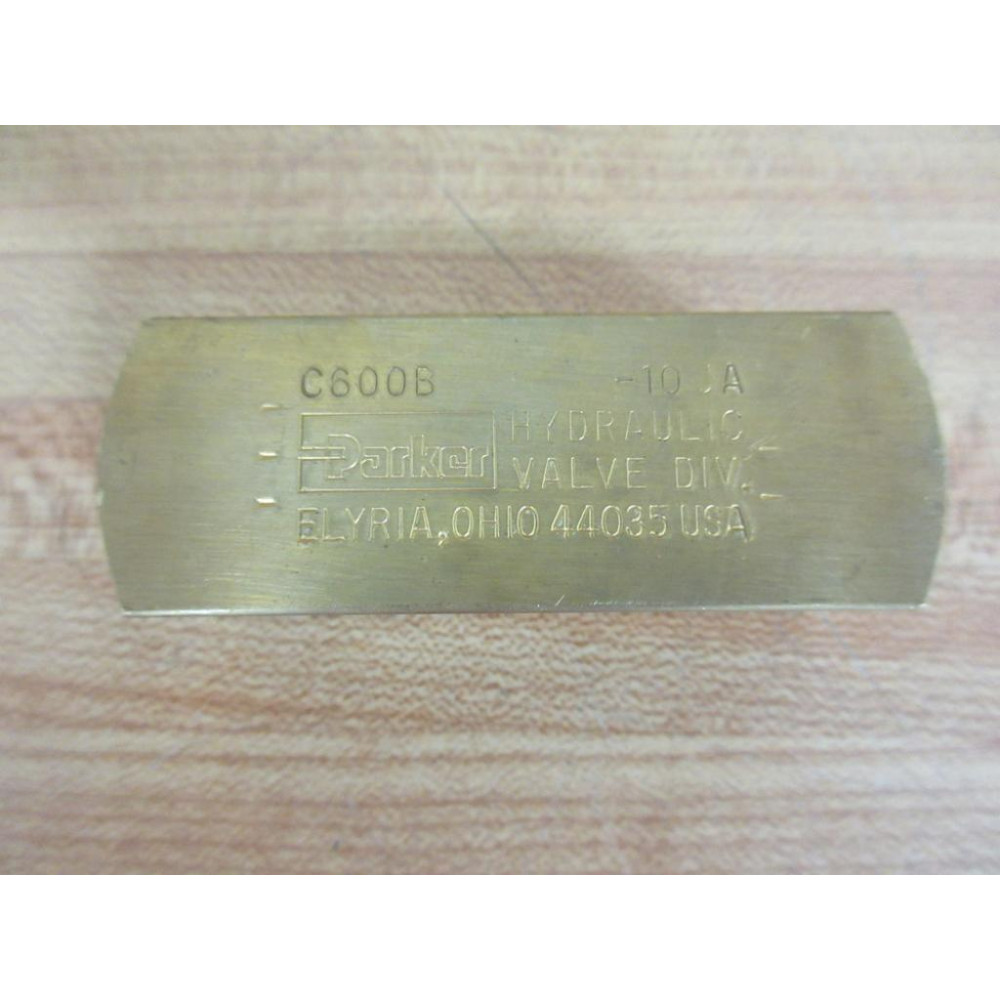 C600B -10 JA
Parker HYDRAULIC
VALVE DIV.
ELYRIA, OHIO 44035 USA